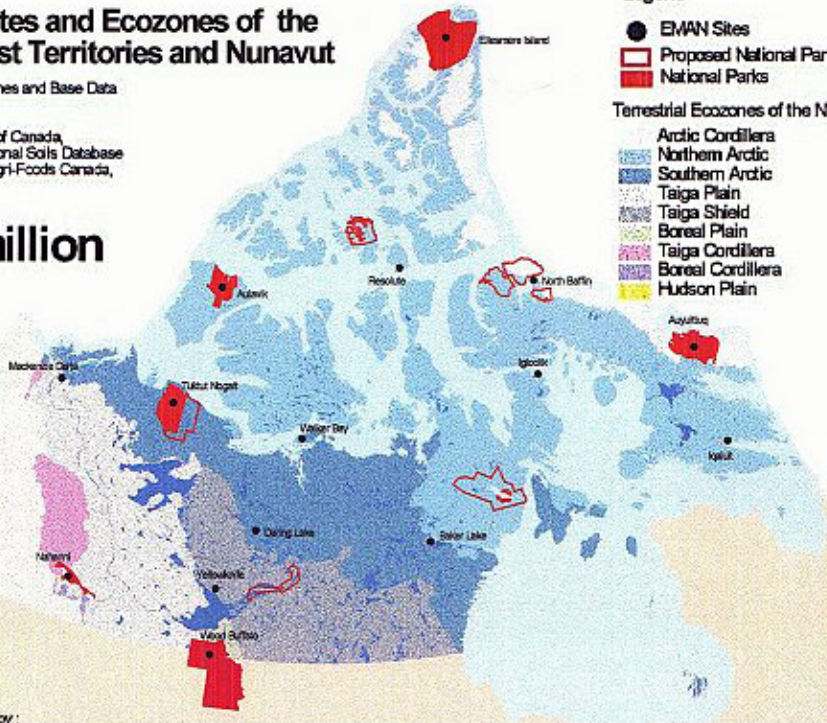 tes and Ecozones of the
st Territories and Nunavut
nes and Base Data
of Canada,
onal Soils Database
gri-Foods Canada,
illion
EMAN Sites
Proposed National Par
National Parks
Terrestrial Ecozones of the N
Arctic Cordillera
Northern Arctic
Southern Arctic
Taiga Plain
Taiga Shield
Boreal Plain
Taiga Cordillera
Boreal Cordillera
Hudson Plain
Ellesmere Island
Resolute
North Baffin
Aulavik
Auyuittuq
Mackenzie Delta
Igloolik
Tuktut Nogait
Walker Bay
Iqaluit
Daring Lake
Baker Lake
Nahanni
Yellowknife
Wood Buffalo